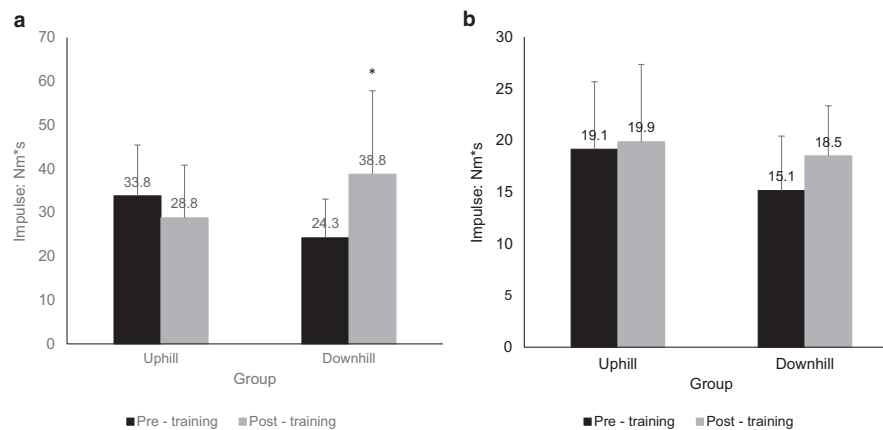 a
70
60
50
40
30
20
10
0
Impulse: Nm*s
33.8
28.8
24.3
38.8
*
Uphill
Downhill
Group
Pre - training
Post - training
b
30
25
20
15
10
5
0
Impulse: Nm*s
19.1
19.9
15.1
18.5
Uphill
Downhill
Group
Pre - training
Post - training